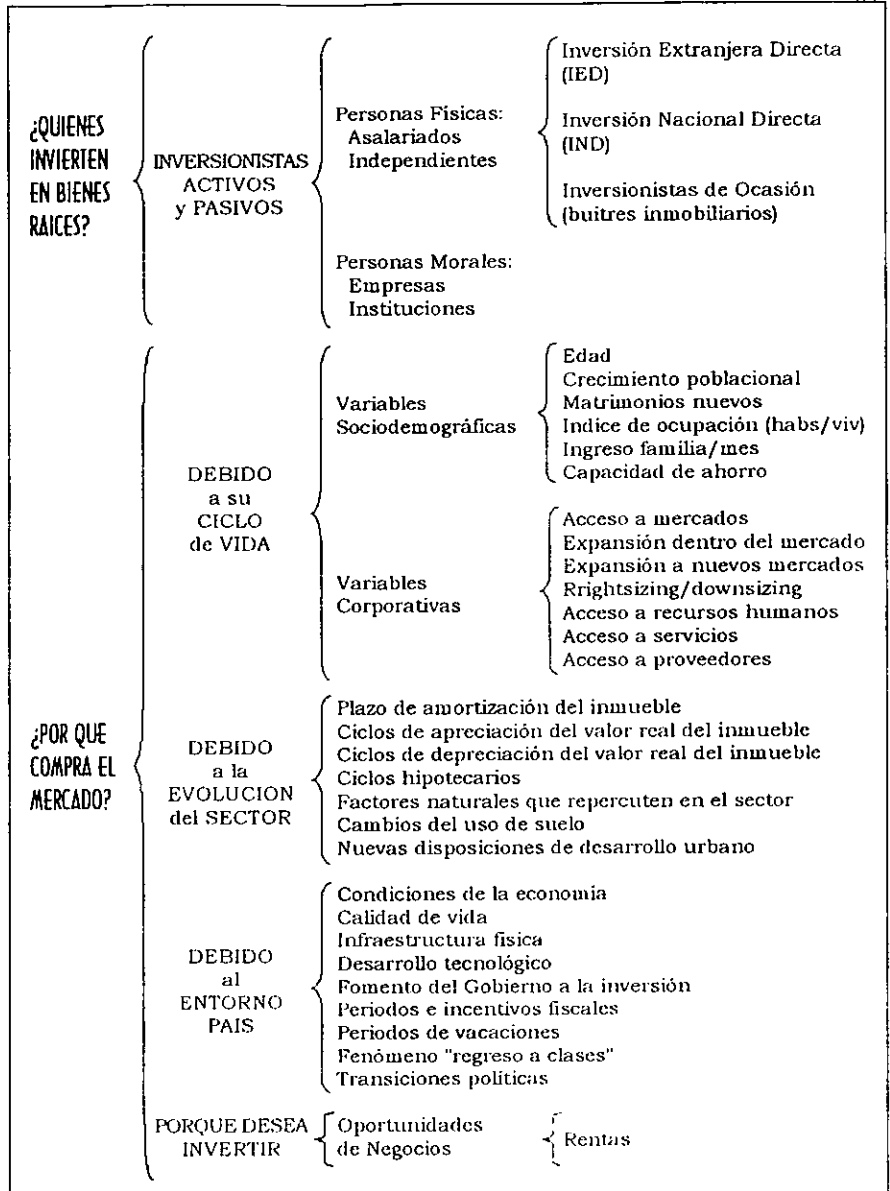 ¿QUIENES
INVIERTEN
EN BIENES
RAICES?
INVERSIONISTAS
ACTIVOS
y PASIVOS
Personas Físicas:
Asalariados
Independientes
Inversión Extranjera Directa
(IED)
Inversión Nacional Directa
(IND)
Inversionistas de Ocasión
(buitres inmobiliarios)
Personas Morales:
Empresas
Instituciones
¿POR QUE
COMPRA EL
MERCADO?
DEBIDO
a su
CICLO
de VIDA
Variables
Sociodemográficas
Edad
Crecimiento poblacional
Matrimonios nuevos
Indice de ocupación (habs/viv)
Ingreso familia/mes
Capacidad de ahorro
Variables
Corporativas
Acceso a mercados
Expansión dentro del mercado
Expansión a nuevos mercados
Rrightsizing/downsizing
Acceso a recursos humanos
Acceso a servicios
Acceso a proveedores
DEBIDO
a la
EVOLUCION
del SECTOR
Plazo de amortización del inmueble
Ciclos de apreciación del valor real del inmueble
Ciclos de depreciación del valor real del inmueble
Ciclos hipotecarios
Factores naturales que repercuten en el sector
Cambios del uso de suelo
Nuevas disposiciones de desarrollo urbano
DEBIDO
al
ENTORNO
PAIS
Condiciones de la economía
Calidad de vida
Infraestructura física
Desarrollo tecnológico
Fomento del Gobierno a la inversión
Periodos e incentivos fiscales
Periodos de vacaciones
Fenómeno "regreso a clases"
Transiciones políticas
PORQUE DESEA
INVERTIR
Oportunidades
de Negocios
Rentas